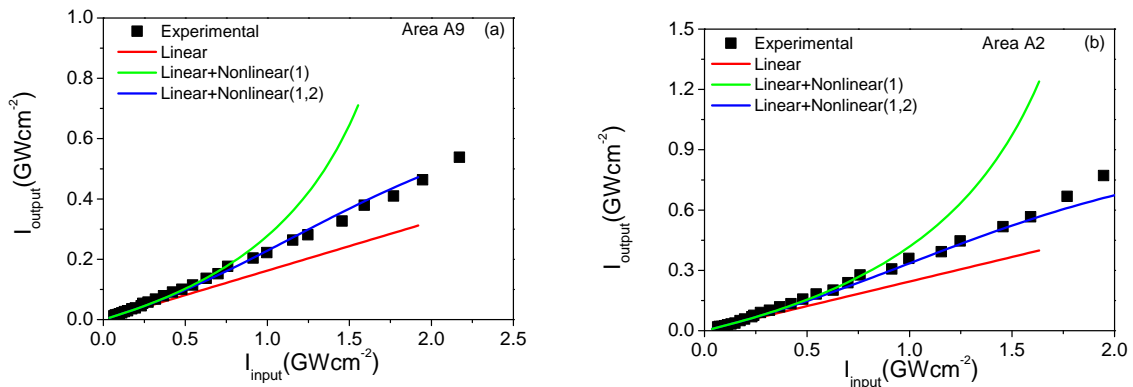 Area A9 (a)
Experimental
Linear
Linear+Nonlinear(1)
Linear+Nonlinear(1,2)
1.0
0.8
0.6
0.4
0.2
0.0
I_output(GWcm⁻²)
0.0 0.5 1.0 1.5 2.0 2.5
I_input(GWcm⁻²)
Area A2 (b)
Experimental
Linear
Linear+Nonlinear(1)
Linear+Nonlinear(1,2)
1.5
1.2
0.9
0.6
0.3
0.0
I_output(GWcm⁻²)
0.0 0.5 1.0 1.5 2.0
I_input(GWcm⁻²)